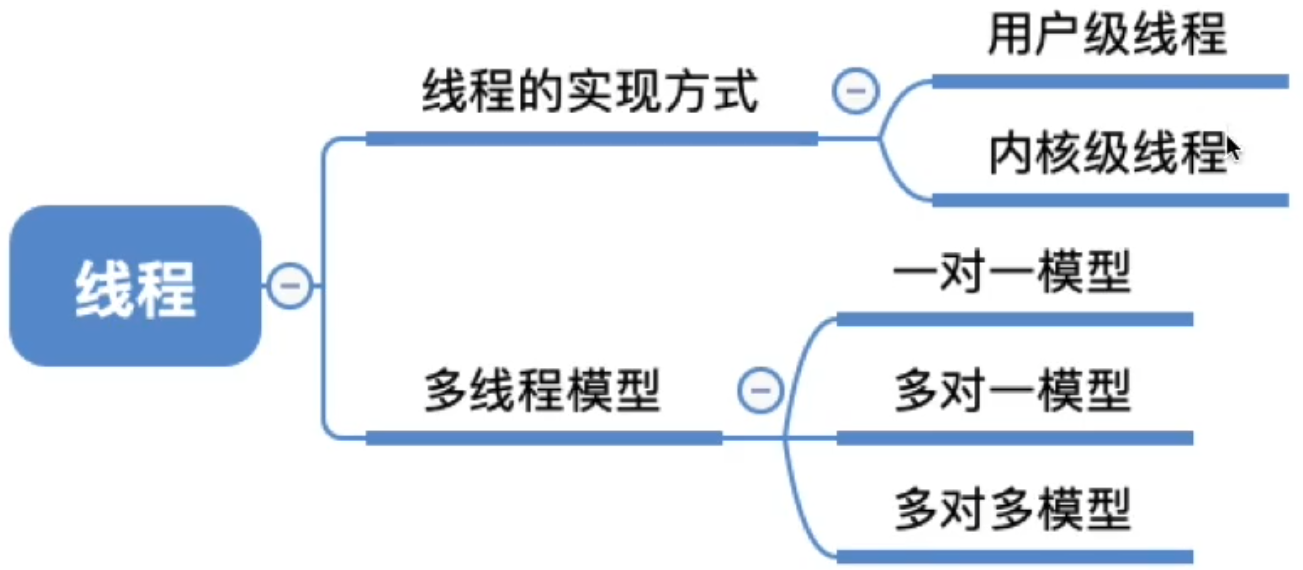 线程
线程的实现方式
用户级线程
内核级线程
多线程模型
一对一模型
多对一模型
多对多模型